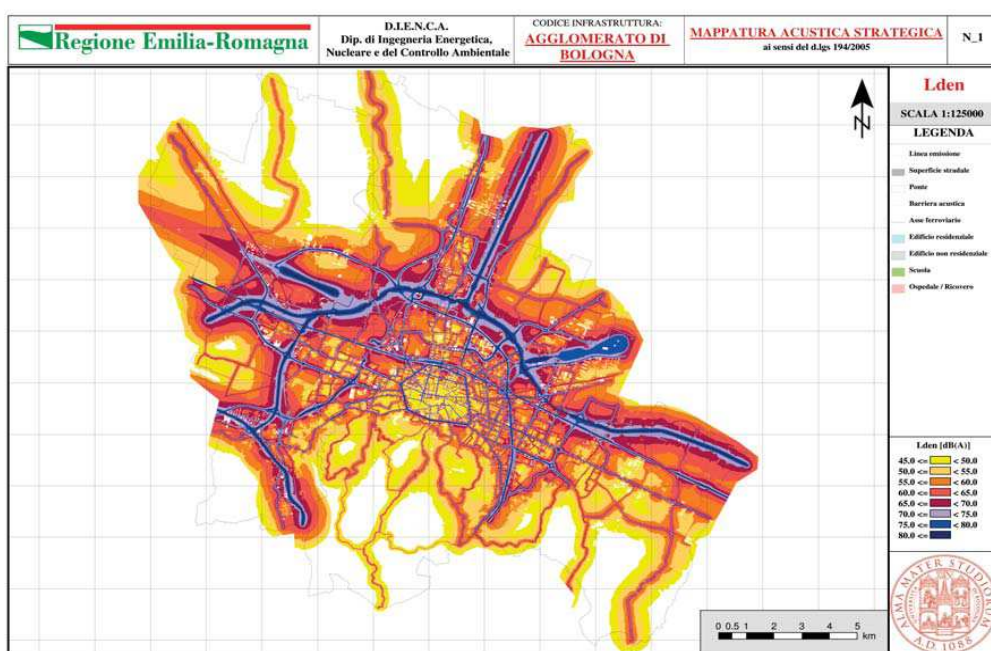 Regione Emilia-Romagna
D.I.E.N.C.A.
Dip. di Ingegneria Energetica,
Nucleare e del Controllo Ambientale
CODICE INFRASTRUTTURA:
AGGLOMERATO DI
BOLOGNA
MAPPATURA ACUSTICA STRATEGICA
ai sensi del d.lgs 194/2005
N_1
N
Lden
SCALA 1:125000
LEGENDA
Linea emissione
Superficie stradale
Ponte
Barriera acustica
Asse ferroviario
Edificio residenziale
Edificio non residenziale
Scuola
Ospedale / Ricovero
Lden [dB(A)]
45.0 <= < 50.0
50.0 <= < 55.0
55.0 <= < 60.0
60.0 <= < 65.0
65.0 <= < 70.0
70.0 <= < 75.0
75.0 <= < 80.0
80.0 <=
0 0.5 1 2 3 4 5
km
ALMA MATER STUDIORUM
A.D. 1088